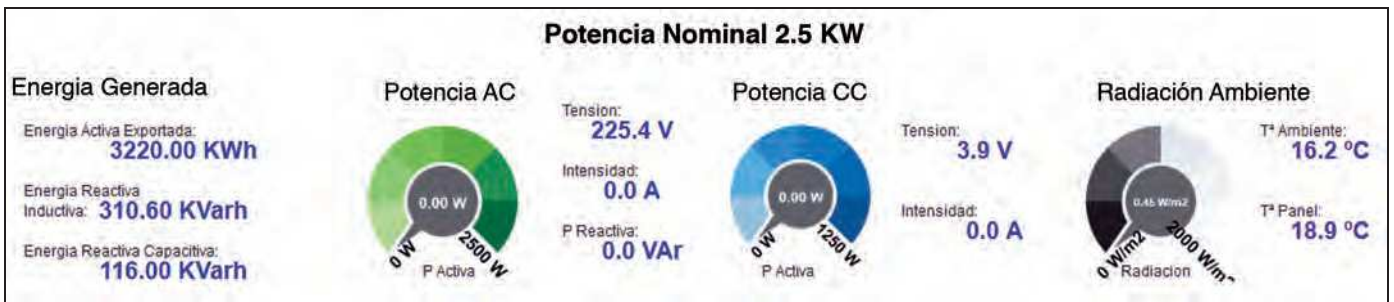 Potencia Nominal 2.5 KW
Energia Generada
Energia Activa Exportada:
3220.00 KWh
Energia Reactiva
Inductiva: 310.60 KVarh
Energia Reactiva Capacitiva:
116.00 KVarh
Potencia AC
0.00 W
0 W
2500 W
P Activa
Tension:
225.4 V
Intensidad:
0.0 A
P Reactiva:
0.0 VAr
Potencia CC
0.00 W
0 W
1250 W
P Activa
Tension:
3.9 V
Intensidad:
0.0 A
Radiación Ambiente
0.45 W/m2
0 W/m2
2000 W/m
Radiacion
Tª Ambiente:
16.2 ºC
Tª Panel:
18.9 ºC